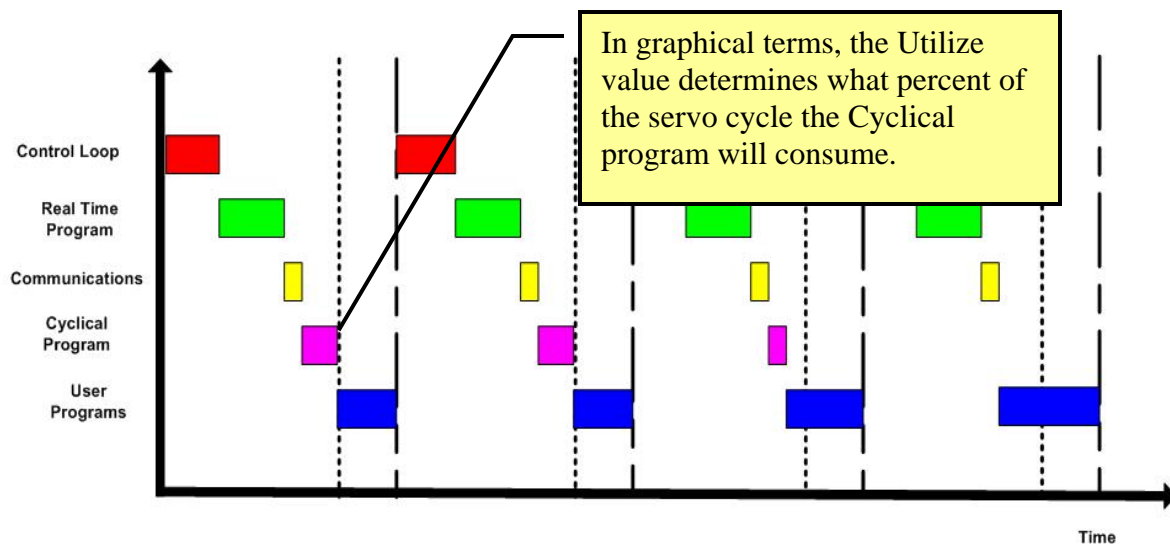 In graphical terms, the Utilize
value determines what percent of
the servo cycle the Cyclical
program will consume.
Control Loop
Real Time
Program
Communications
Cyclical
Program
User
Programs
Time